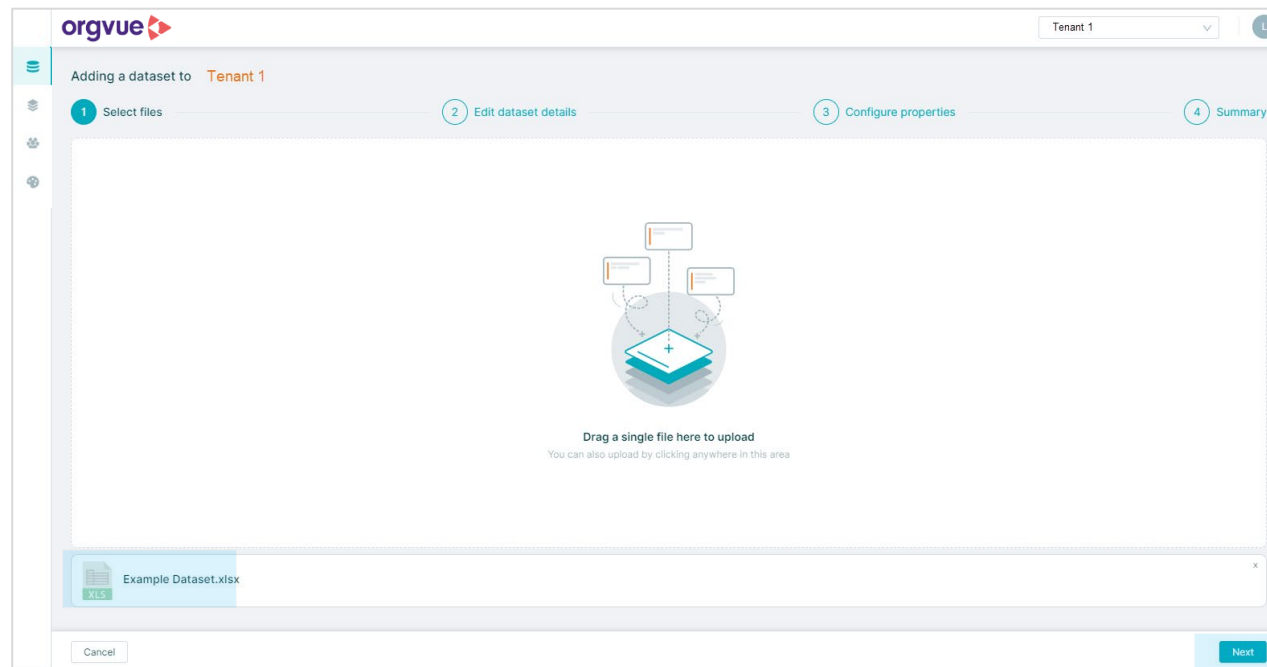 orgvue
Tenant 1
L
Adding a dataset to Tenant 1
1 Select files
2 Edit dataset details
3 Configure properties
4 Summary
Drag a single file here to upload
You can also upload by clicking anywhere in this area
Example Dataset.xlsx
x
XLS
Cancel
Next